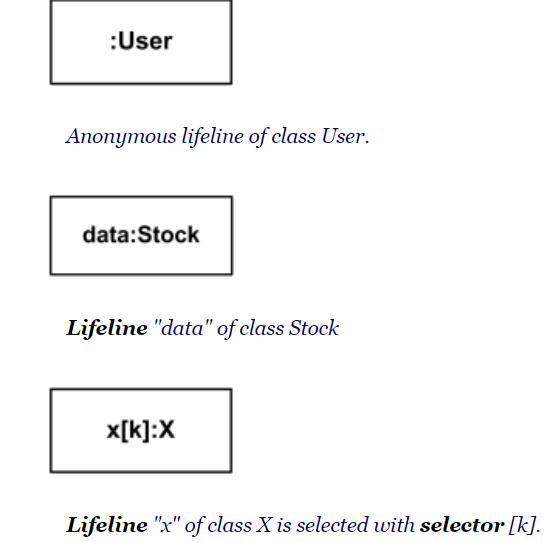 :User
Anonymous lifeline of class User.
data:Stock
Lifeline "data" of class Stock
x[k]:X
Lifeline "x" of class X is selected with selector [k].